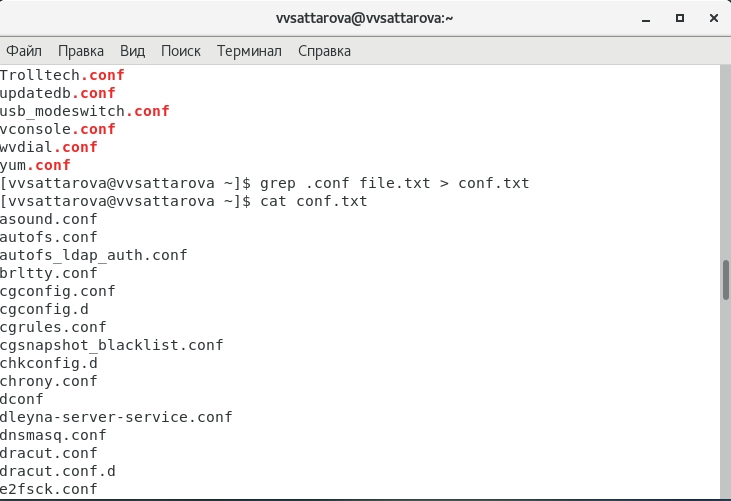 vvsattarova@vvsattarova:~
Файл Правка Вид Поиск Терминал Справка
Trolltech.conf
updatedb.conf
usb_modeswitch.conf
vconsole.conf
wvdial.conf
yum.conf
[vvsattarova@vvsattarova ~]$ grep .conf file.txt > conf.txt
[vvsattarova@vvsattarova ~]$ cat conf.txt
asound.conf
autofs.conf
autofs_ldap_auth.conf
brltty.conf
cgconfig.conf
cgconfig.d
cgrules.conf
cgsnapshot_blacklist.conf
chkconfig.d
chrony.conf
dconf
dleyna-server-service.conf
dnsmasq.conf
dracut.conf
dracut.conf.d
e2fsck.conf